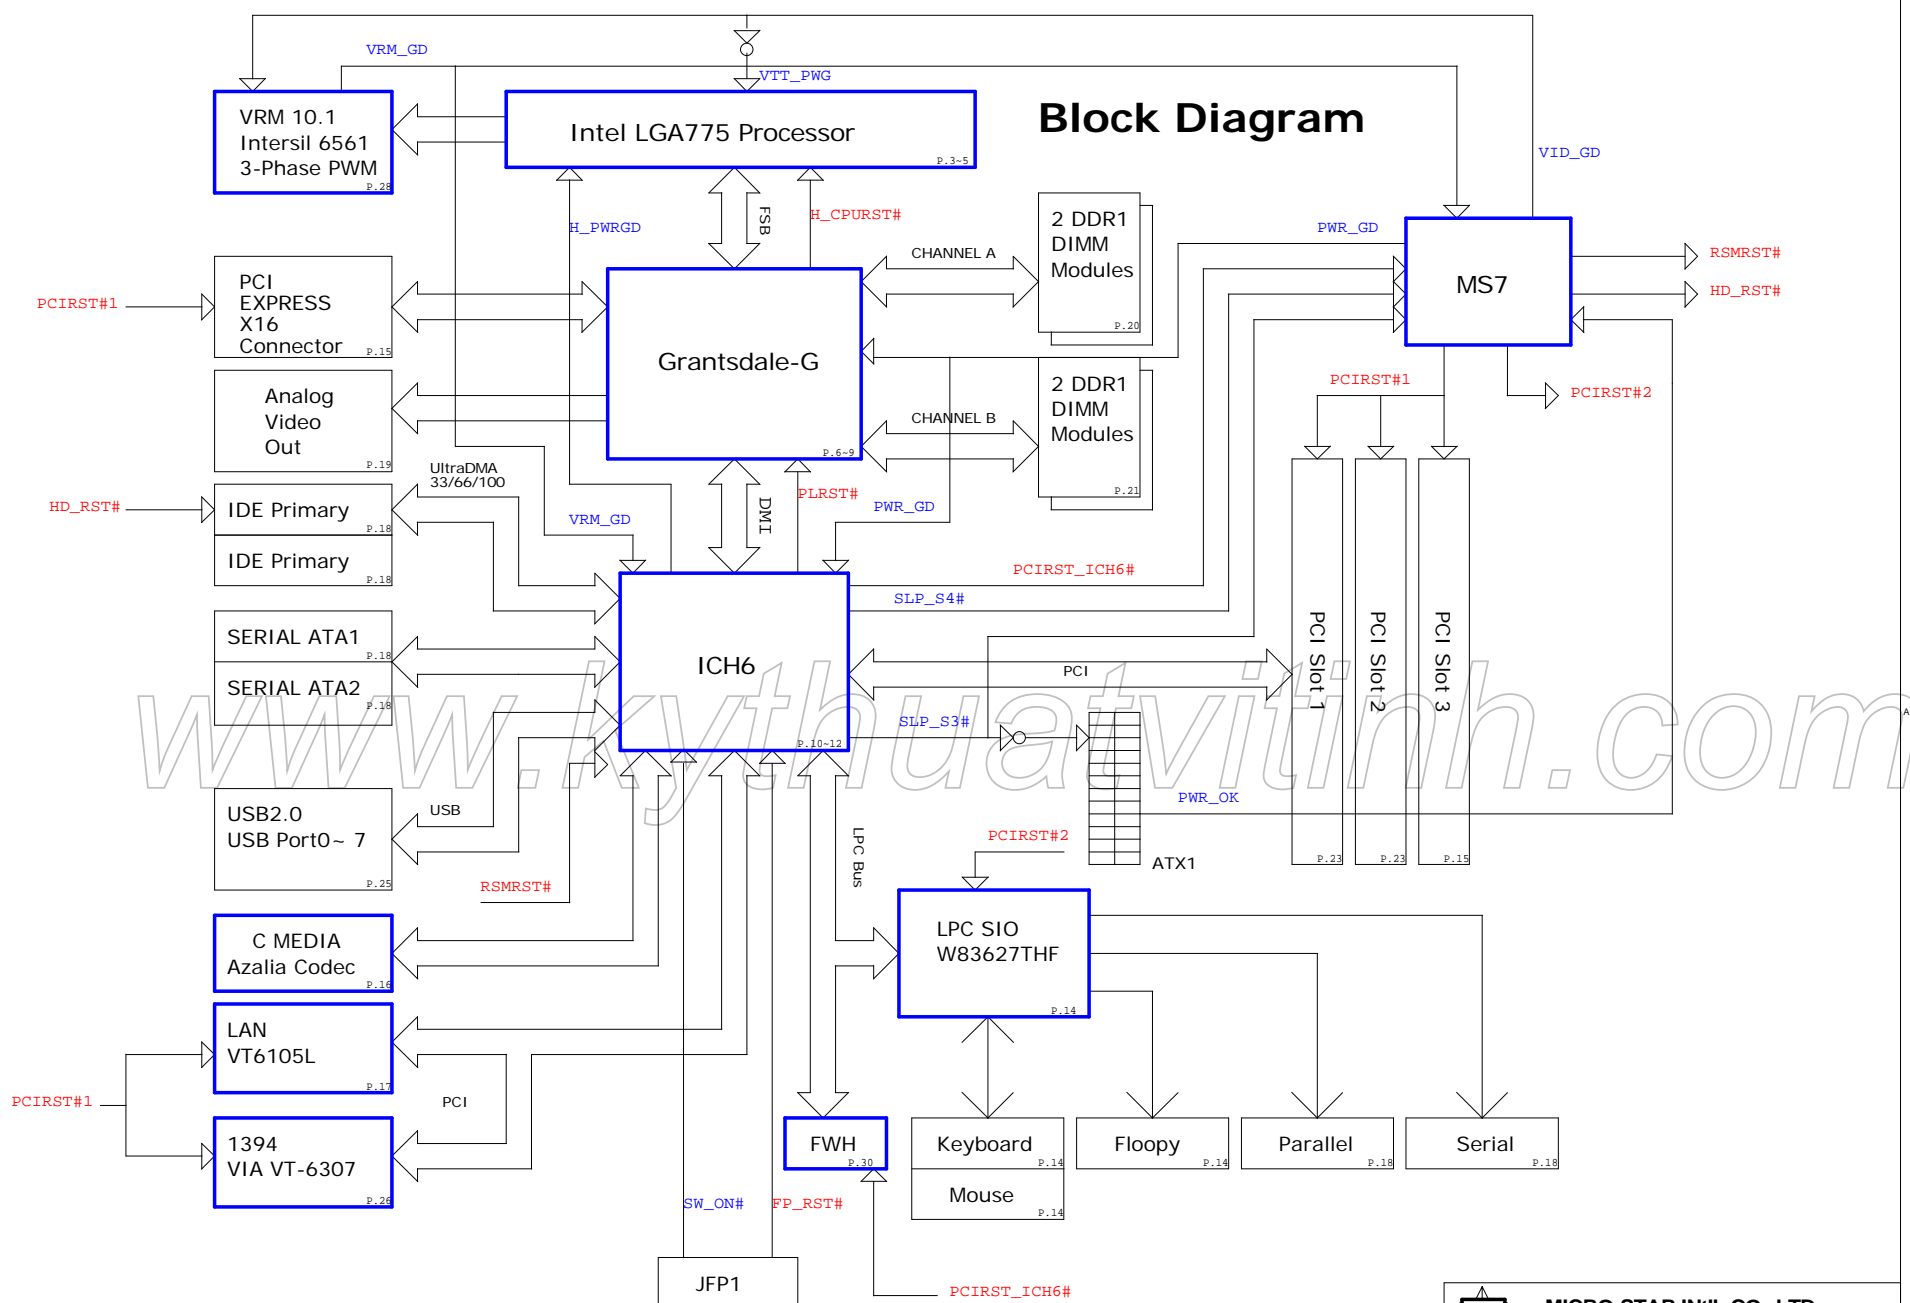 VRM_GD
VTT_PWG
Block Diagram
VRM 10.1
Intersil 6561
3-Phase PWM
P.28
Intel LGA775 Processor
P.3~5
VID_GD
H_PWRGD
FSB
H_CPURST#
2 DDR1
DIMM
Modules
P.20
PWR_GD
CHANNEL A
RSMRST#
HD_RST#
MS7
PCIRST#1
PCI
EXPRESS
X16
Connector
P.15
Grantsdale-G
P.6~9
PCIRST#1
PCIRST#2
Analog
Video
Out
P.19
CHANNEL B
2 DDR1
DIMM
Modules
P.21
UltraDMA
33/66/100
HD_RST#
IDE Primary
P.18
IDE Primary
P.18
VRM_GD
DMI
PLRST#
PWR_GD
PCIRST_ICH6#
SLP_S4#
SERIAL ATA1
P.18
SERIAL ATA2
P.18
ICH6
P.10~12
PCI
SLP_S3#
PCI Slot 1
P.23
PCI Slot 2
P.23
PCI Slot 3
P.15
www.kythuatvitinh.com
A
USB2.0
USB Port0~ 7
P.25
USB
PWR_OK
PCIRST#2
ATX1
LPC Bus
RSMRST#
C MEDIA
Azalia Codec
P.16
LPC SIO
W83627THF
P.14
LAN
VT6105L
P.17
PCIRST#1
PCI
1394
VIA VT-6307
P.26
FWH
P.30
Keyboard
P.14
Mouse
P.14
Floopy
P.14
Parallel
P.18
Serial
P.18
SW_ON#
FP_RST#
JFP1
PCIRST_ICH6#
MICRO-STAR INt'L CO., LTD.